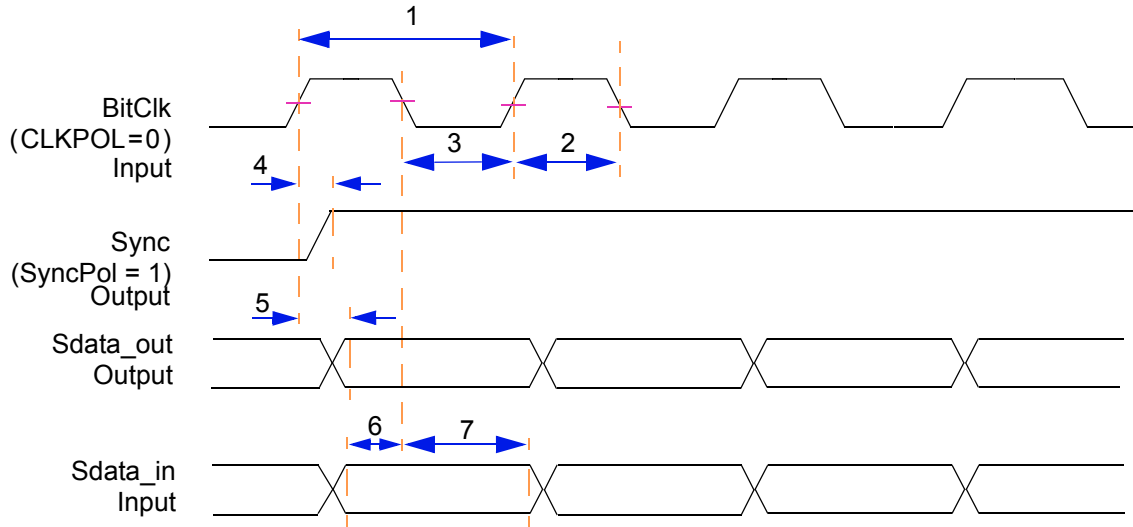 1
BitClk
(CLKPOL=0)
Input
3
2
4
Sync
(SyncPol = 1)
Output
5
Sdata_out
Output
6
7
Sdata_in
Input